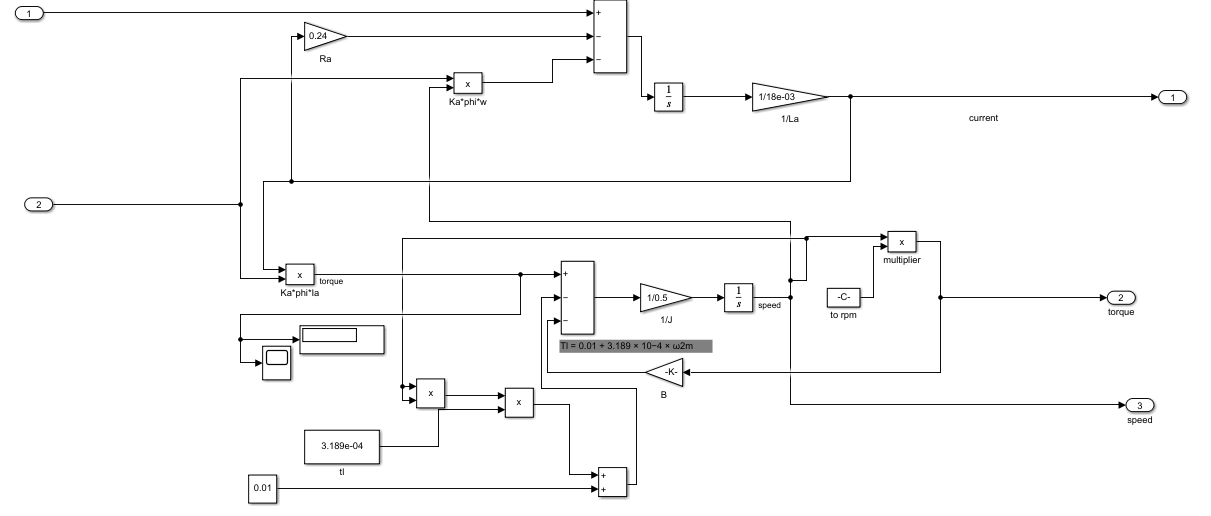 1
+
−
−
0.24
Ra
x
Ka*phi*w
1
s
1/18e-03
1/La
1
current
2
x
Ka*phi*Ia
torque
+
−
−
1/0.5
1/J
1
s
speed
x
multiplier
-C-
to rpm
2
torque
Tl = 0.01 + 3.189 × 10−4 × ω2m
-K-
B
x
x
3
speed
3.189e-04
tl
0.01
+
+